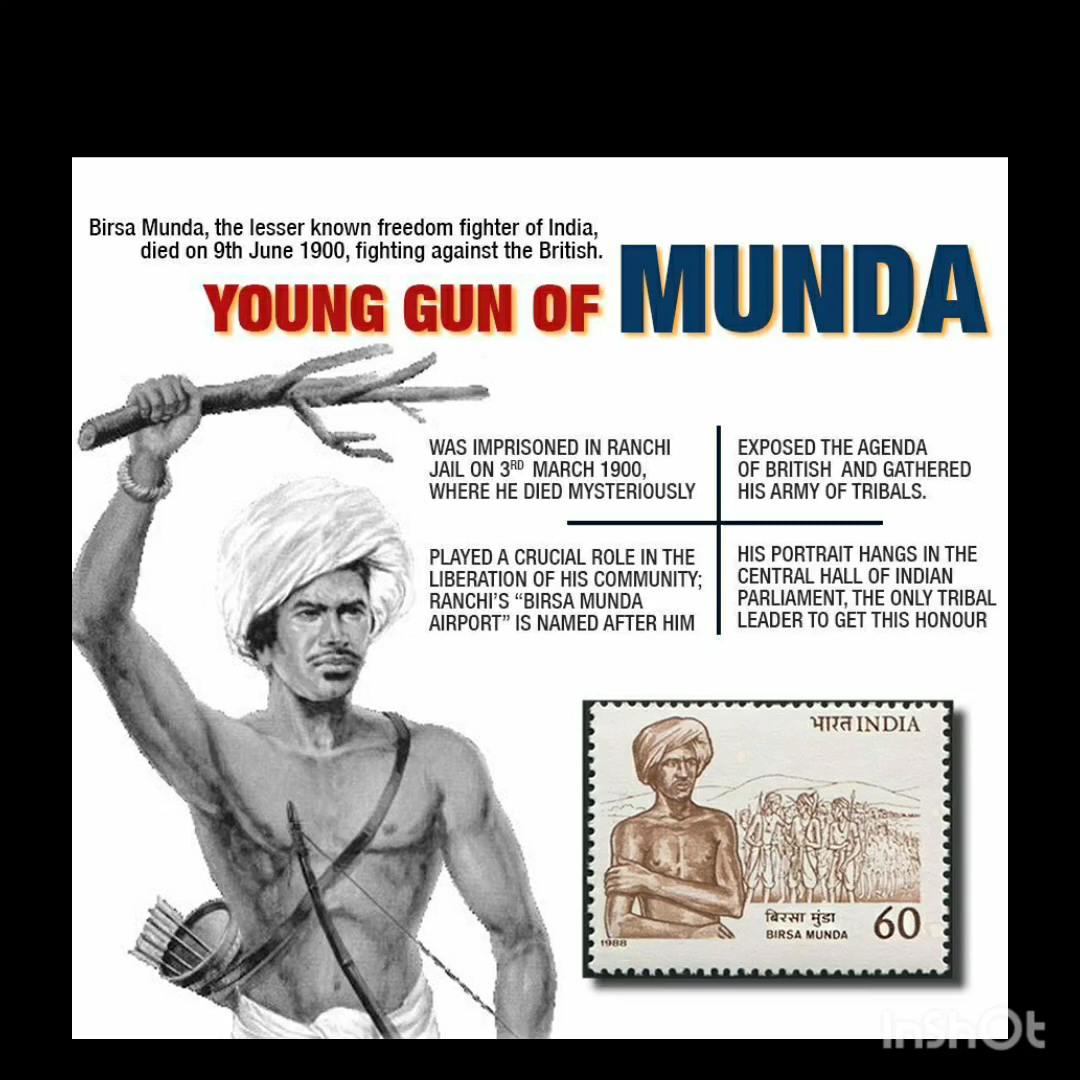 Birsa Munda, the lesser known freedom fighter of India,
died on 9th June 1900, fighting against the British.
YOUNG GUN OF MUNDA
WAS IMPRISONED IN RANCHI
JAIL ON 3RD MARCH 1900,
WHERE HE DIED MYSTERIOUSLY
EXPOSED THE AGENDA
OF BRITISH AND GATHERED
HIS ARMY OF TRIBALS.
PLAYED A CRUCIAL ROLE IN THE
LIBERATION OF HIS COMMUNITY;
RANCHI'S “BIRSA MUNDA
AIRPORT” IS NAMED AFTER HIM
HIS PORTRAIT HANGS IN THE
CENTRAL HALL OF INDIAN
PARLIAMENT, THE ONLY TRIBAL
LEADER TO GET THIS HONOUR
भारत INDIA
बिरसा मुंडा
BIRSA MUNDA
60
1988
InShOt